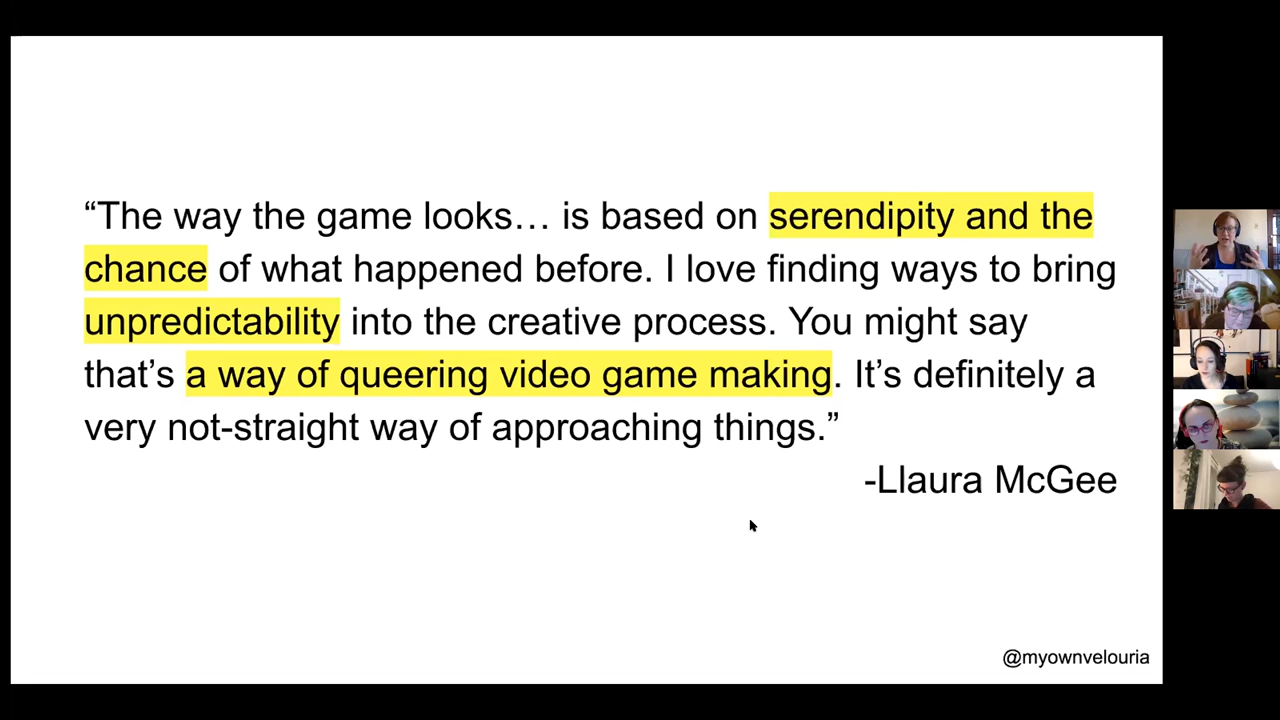 “The way the game looks… is based on serendipity and the
chance of what happened before. I love finding ways to bring
unpredictability into the creative process. You might say
that’s a way of queering video game making. It’s definitely a
very not-straight way of approaching things.”
-Llaura McGee
@myownvelouria